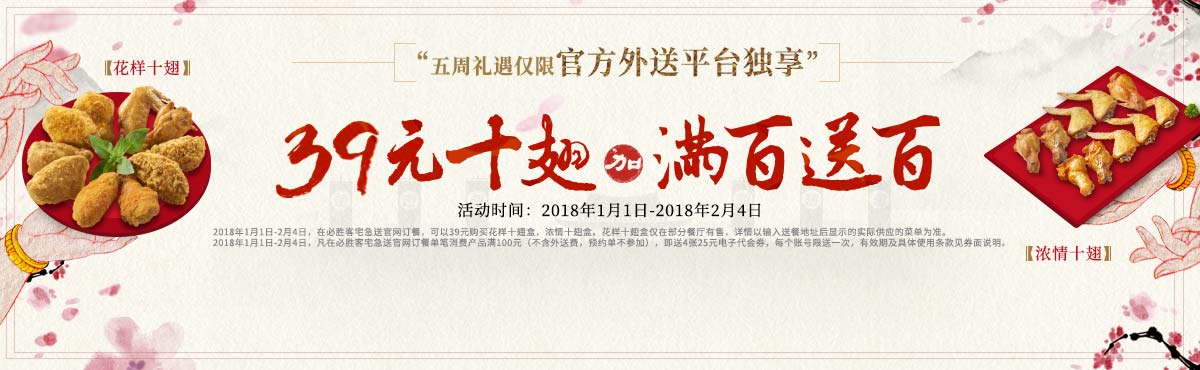 “五周礼遇仅限官方外送平台独享”
【花样十翅】
39元十翅加满百送百
活动时间：2018年1月1日-2018年2月4日
2018年1月1日-2月4日，在必胜客宅急送官网订餐，可以39元购买花样十翅盒，浓情十翅盒。花样十翅盒仅在部分餐厅有售，详情以输入送餐地址后显示的实际供应的菜单为准。
2018年1月1日-2月4日，凡在必胜客宅急送官网订餐单笔消费产品满100元（不含外送费，预约单不参加），即送4张25元电子代金券，每个账号限送一次，有效期及具体使用条款见券面说明。
【浓情十翅】